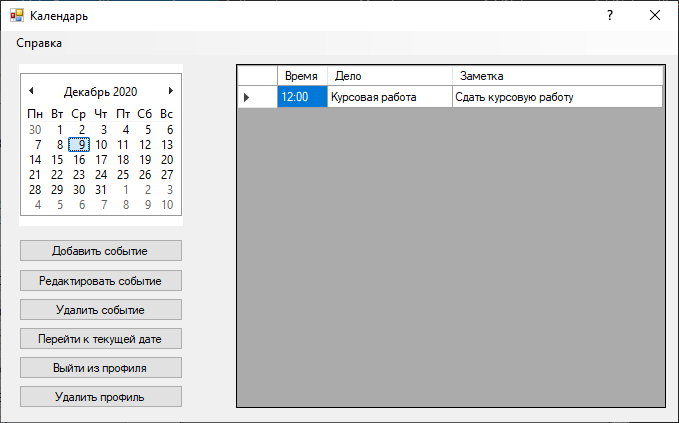 Календарь
?
Справка
Декабрь 2020
Пн Вт Ср Чт Пт Сб Вс
30 1 2 3 4 5 6
7 8 9 10 11 12 13
14 15 16 17 18 19 20
21 22 23 24 25 26 27
28 29 30 31 1 2 3
4 5 6 7 8 9 10
Добавить событие
Редактировать событие
Удалить событие
Перейти к текущей дате
Выйти из профиля
Удалить профиль
Время Дело Заметка
12:00 Курсовая работа Сдать курсовую работу